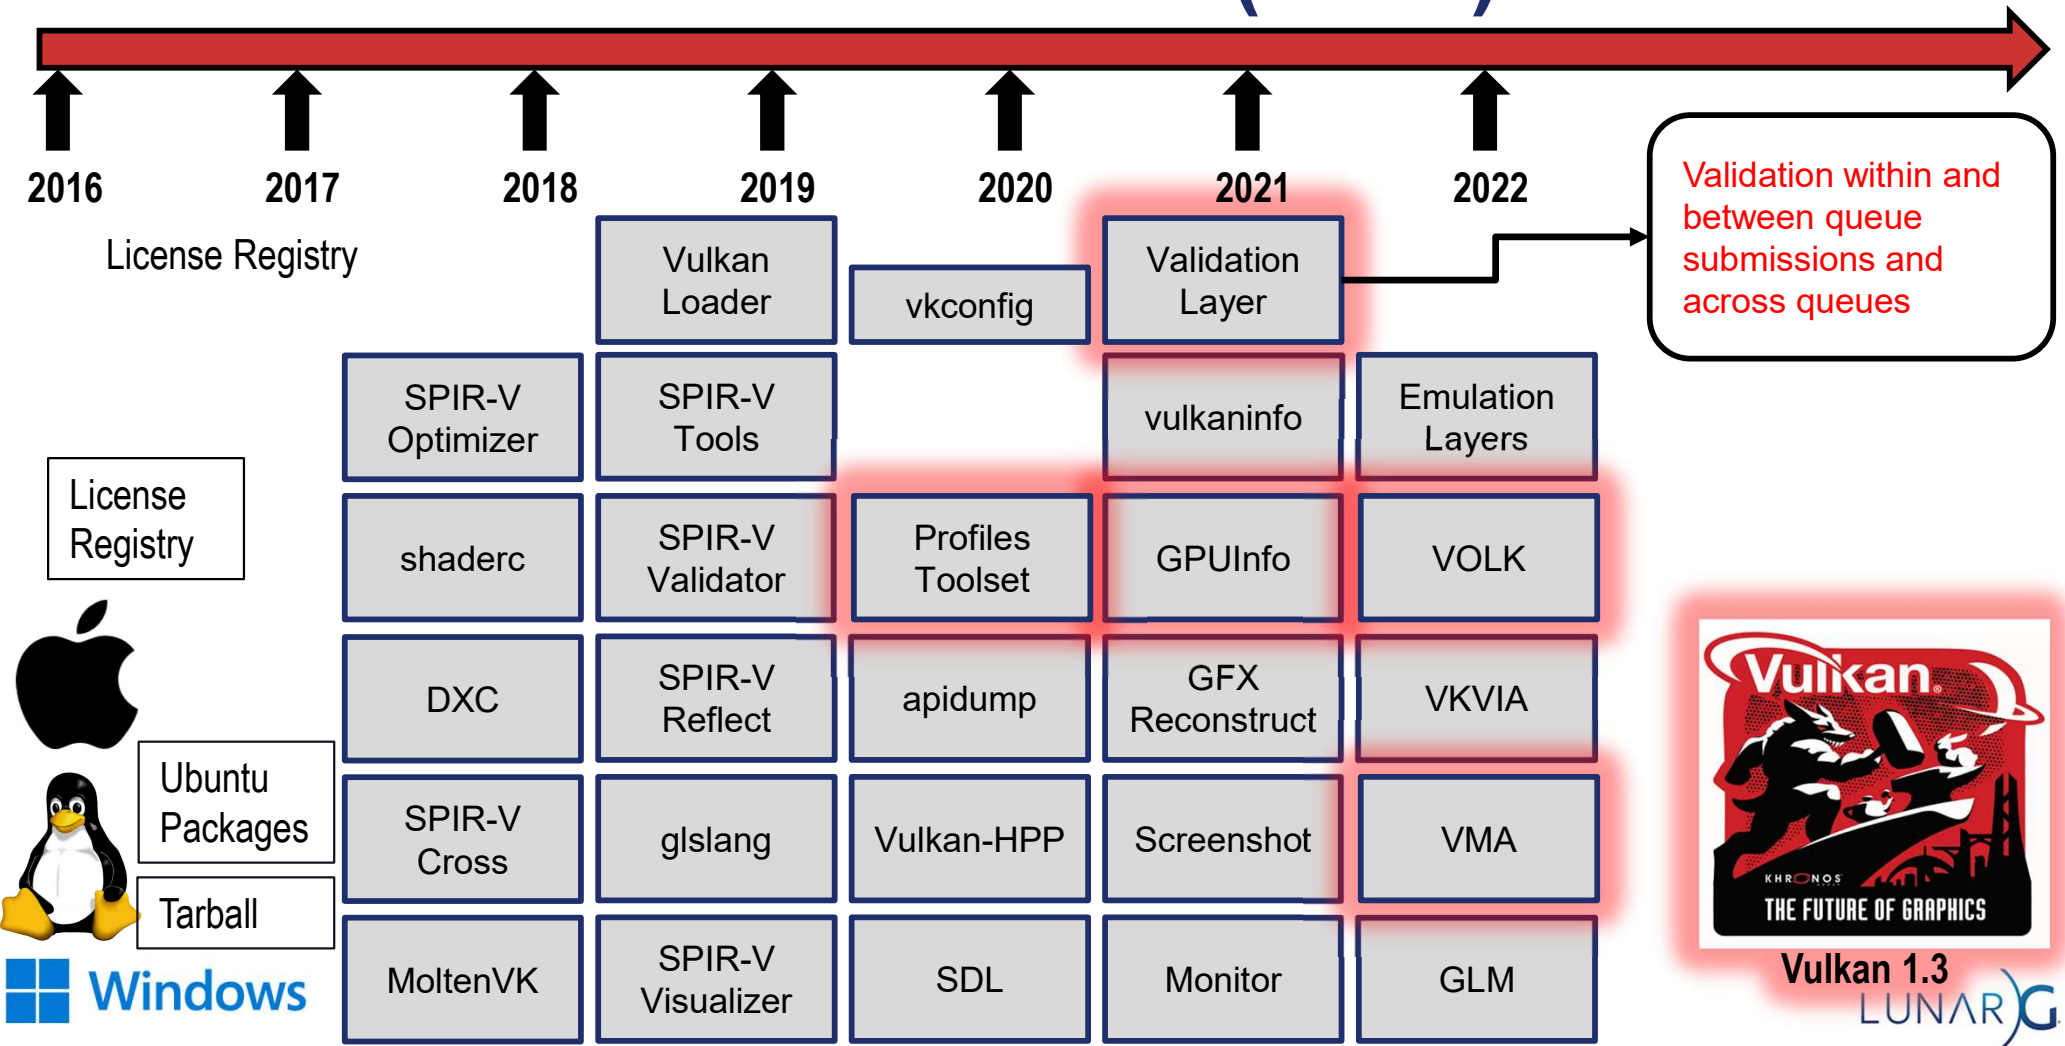 2016 2017 2018 2019 2020 2021 2022
License Registry
Vulkan
Loader
vkconfig
Validation
Layer
Validation within and
between queue
submissions and
across queues
SPIR-V
Optimizer
SPIR-V
Tools
vulkaninfo
Emulation
Layers
License
Registry
shaderc
SPIR-V
Validator
Profiles
Toolset
GPUInfo
VOLK
DXC
SPIR-V
Reflect
apidump
GFX
Reconstruct
VKVIA
Ubuntu
Packages
SPIR-V
Cross
glslang
Vulkan-HPP
Screenshot
VMA
Tarball
MoltenVK
SPIR-V
Visualizer
SDL
Monitor
GLM
Windows
Vulkan.
KHRONOS
GROUP
THE FUTURE OF GRAPHICS
Vulkan 1.3
LUNARG